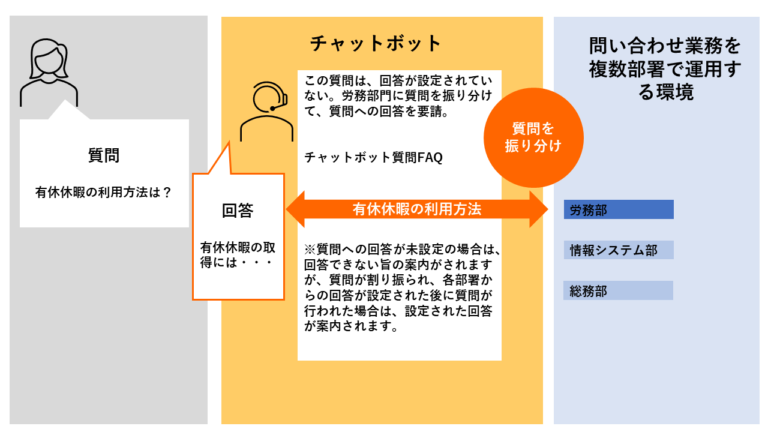 質問
有休休暇の利用方法は？
チャットボット
この質問は、回答が設定されてい
ない。労務部門に質問を振り分け
て、質問への回答を要請。
チャットボット質問FAQ
質問を
振り分け
回答
有休休暇の取
得には・・・
有休休暇の利用方法
※質問への回答が未設定の場合は、
回答できない旨の案内がされます
が、質問が割り振られ、各部署か
らの回答が設定された後に質問が
行われた場合は、設定された回答
が案内されます。
問い合わせ業務を
複数部署で運用す
る環境
労務部
情報システム部
総務部